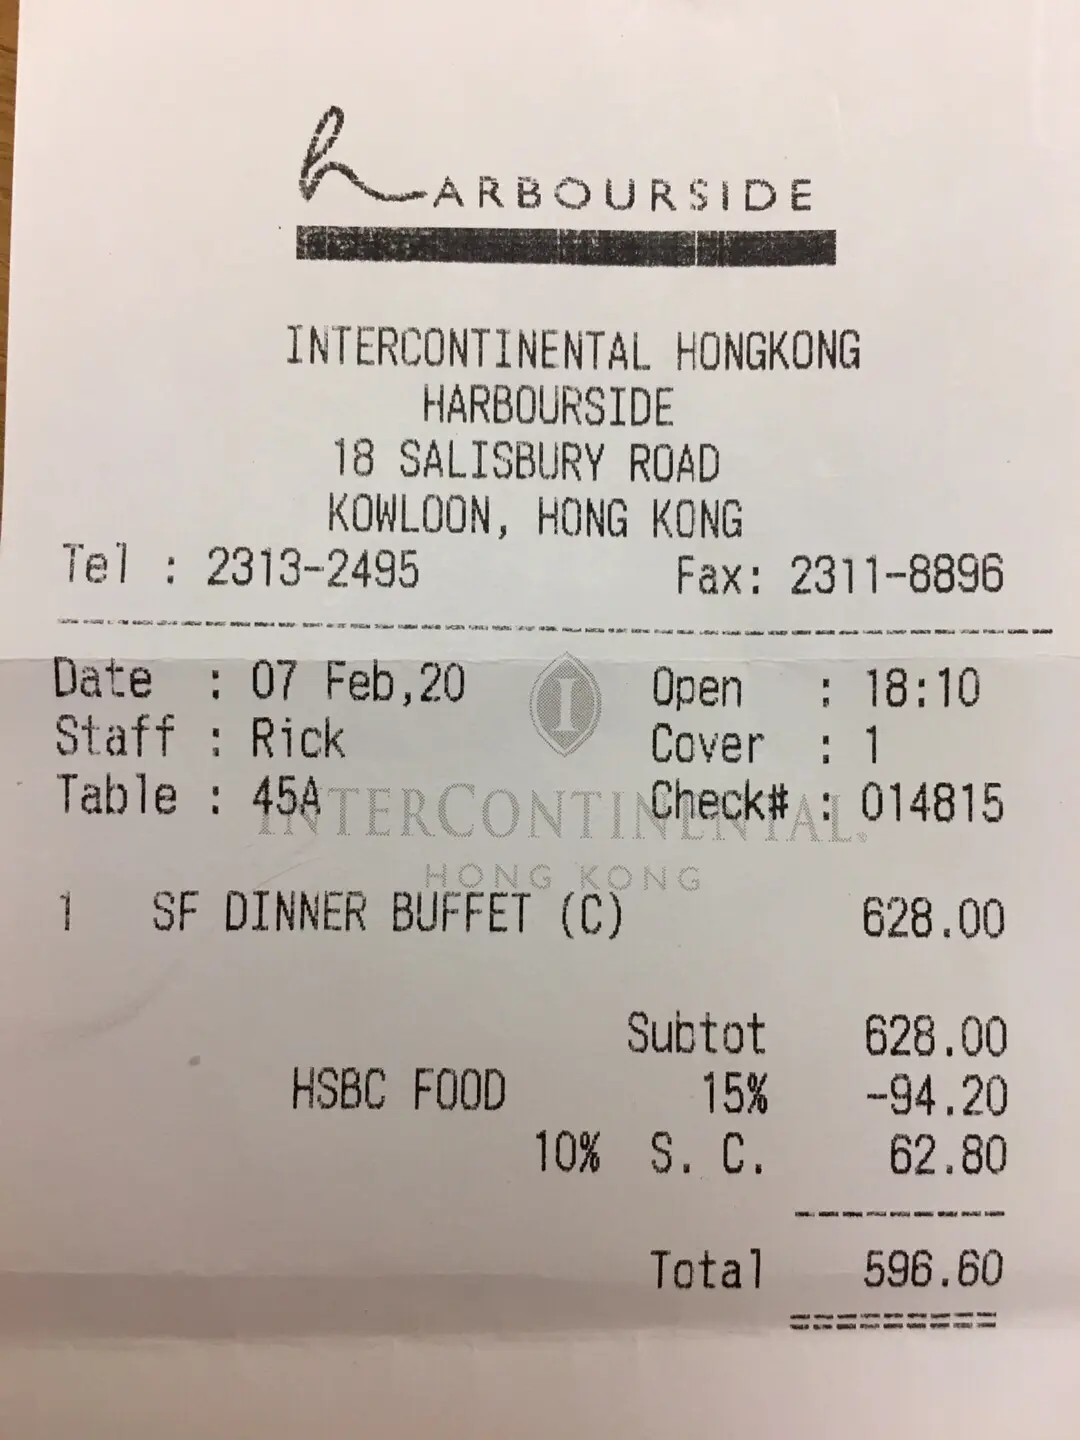 hARBOURSIDE
INTERCONTINENTAL HONGKONG
HARBOURSIDE
18 SALISBURY ROAD
KOWLOON, HONG KONG
Tel : 2313-2495 Fax: 2311-8896
Date : 07 Feb,20 Open : 18:10
Staff : Rick Cover : 1
Table : 45A Check# : 014815
I
INTERCONTINENTAL.
HONG KONG
1 SF DINNER BUFFET (C) 628.00
Subtot 628.00
HSBC FOOD 15% -94.20
10% S. C. 62.80
Total 596.60